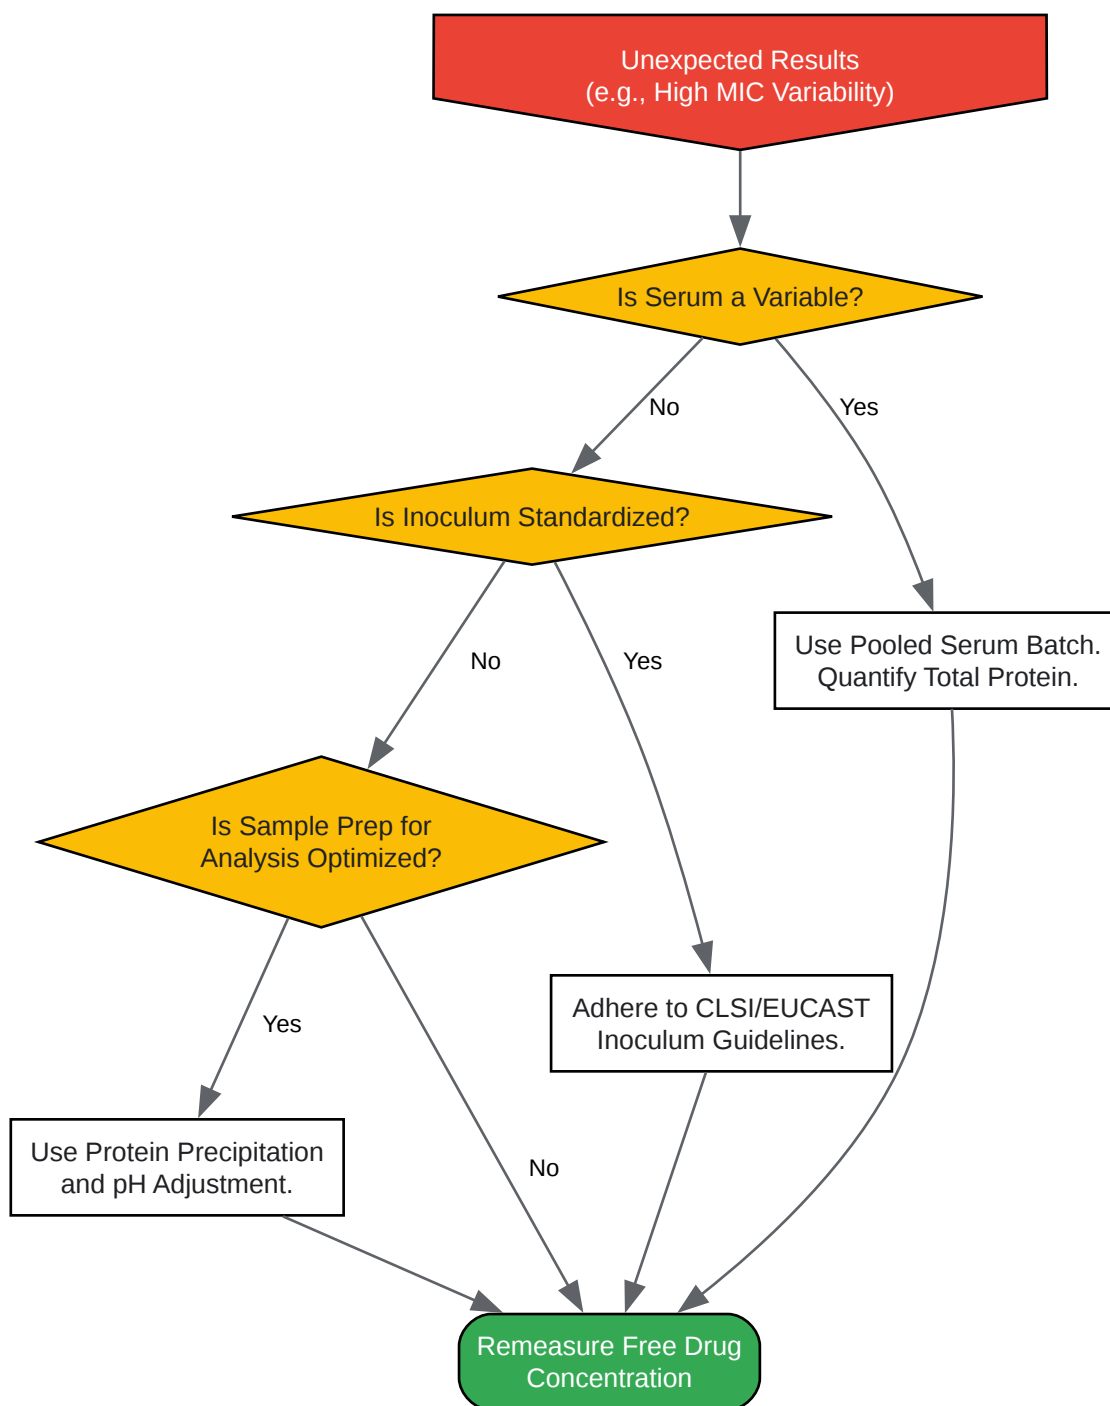 Unexpected Results
(e.g., High MIC Variability)
Is Serum a Variable?
No
Yes
Is Inoculum Standardized?
Use Pooled Serum Batch.
Quantify Total Protein.
No
Yes
Is Sample Prep for
Analysis Optimized?
Adhere to CLSI/EUCAST
Inoculum Guidelines.
Yes
Use Protein Precipitation
and pH Adjustment.
No
Remeasure Free Drug
Concentration